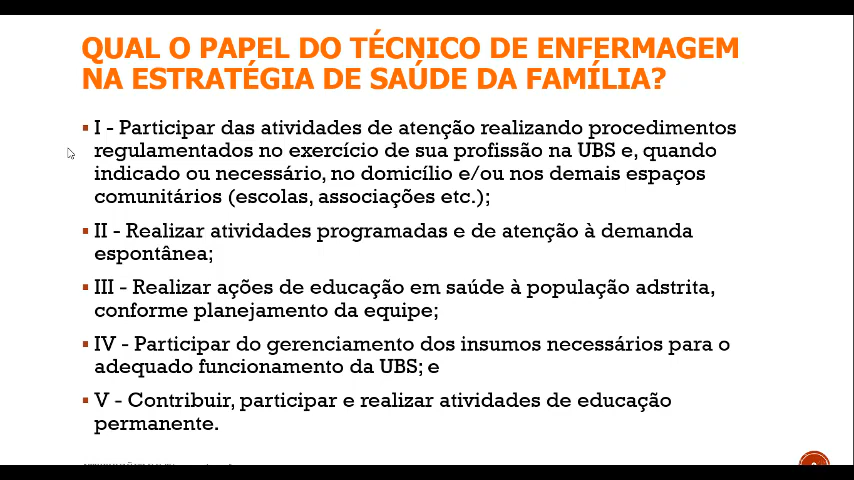 QUAL O PAPEL DO TÉCNICO DE ENFERMAGEM
NA ESTRATÉGIA DE SAÚDE DA FAMÍLIA?
I - Participar das atividades de atenção realizando procedimentos
regulamentados no exercício de sua profissão na UBS e, quando
indicado ou necessário, no domicílio e/ou nos demais espaços
comunitários (escolas, associações etc.);
II - Realizar atividades programadas e de atenção à demanda
espontânea;
III - Realizar ações de educação em saúde à população adstrita,
conforme planejamento da equipe;
IV - Participar do gerenciamento dos insumos necessários para o
adequado funcionamento da UBS; e
V - Contribuir, participar e realizar atividades de educação
permanente.